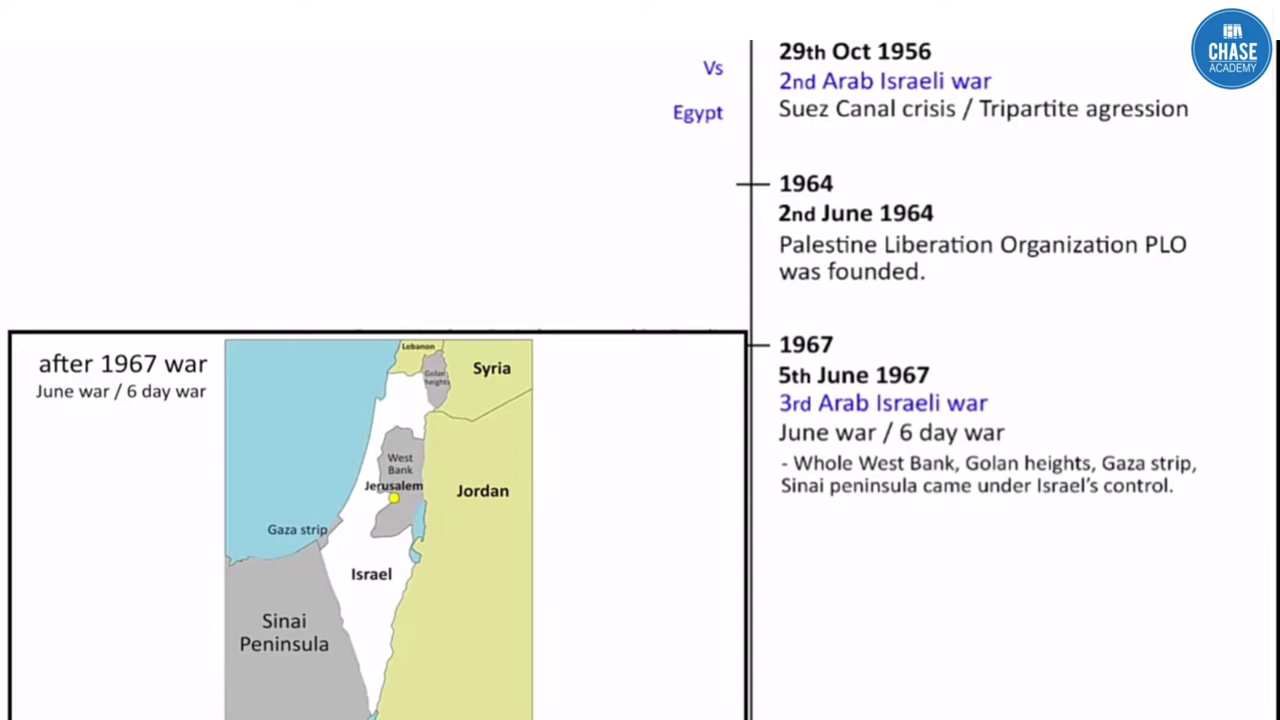 CHASE
ACADEMY
Vs
Egypt
29th Oct 1956
2nd Arab Israeli war
Suez Canal crisis / Tripartite agression
1964
2nd June 1964
Palestine Liberation Organization PLO
was founded.
1967
5th June 1967
3rd Arab Israeli war
June war / 6 day war
- Whole West Bank, Golan heights, Gaza strip,
Sinai peninsula came under Israel's control.
after 1967 war
June war / 6 day war
Lebanon
Golan
heights
Syria
West
Bank
Jerusalem
Jordan
Gaza strip
Israel
Sinai
Peninsula